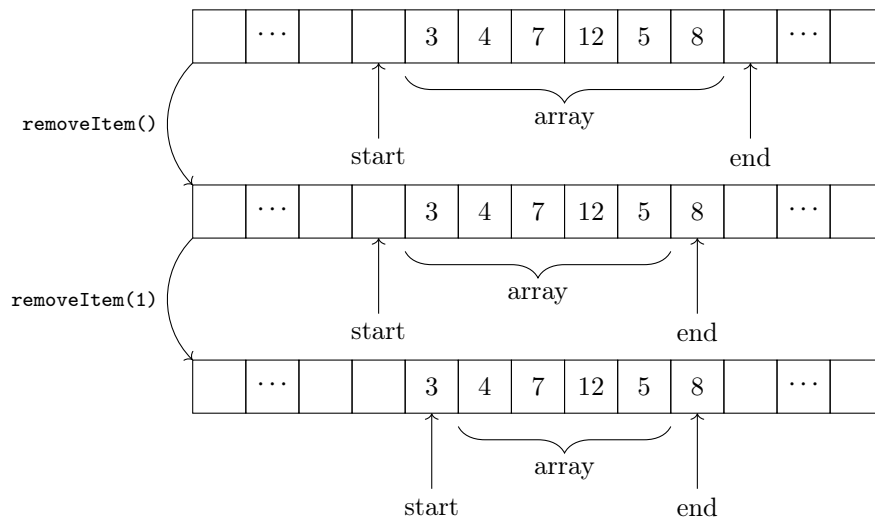 ⋯ 3 4 7 12 5 8 ⋯
array
removeItem()
start end
⋯ 3 4 7 12 5 8 ⋯
array
removeItem(1)
start end
⋯ 3 4 7 12 5 8 ⋯
array
start end